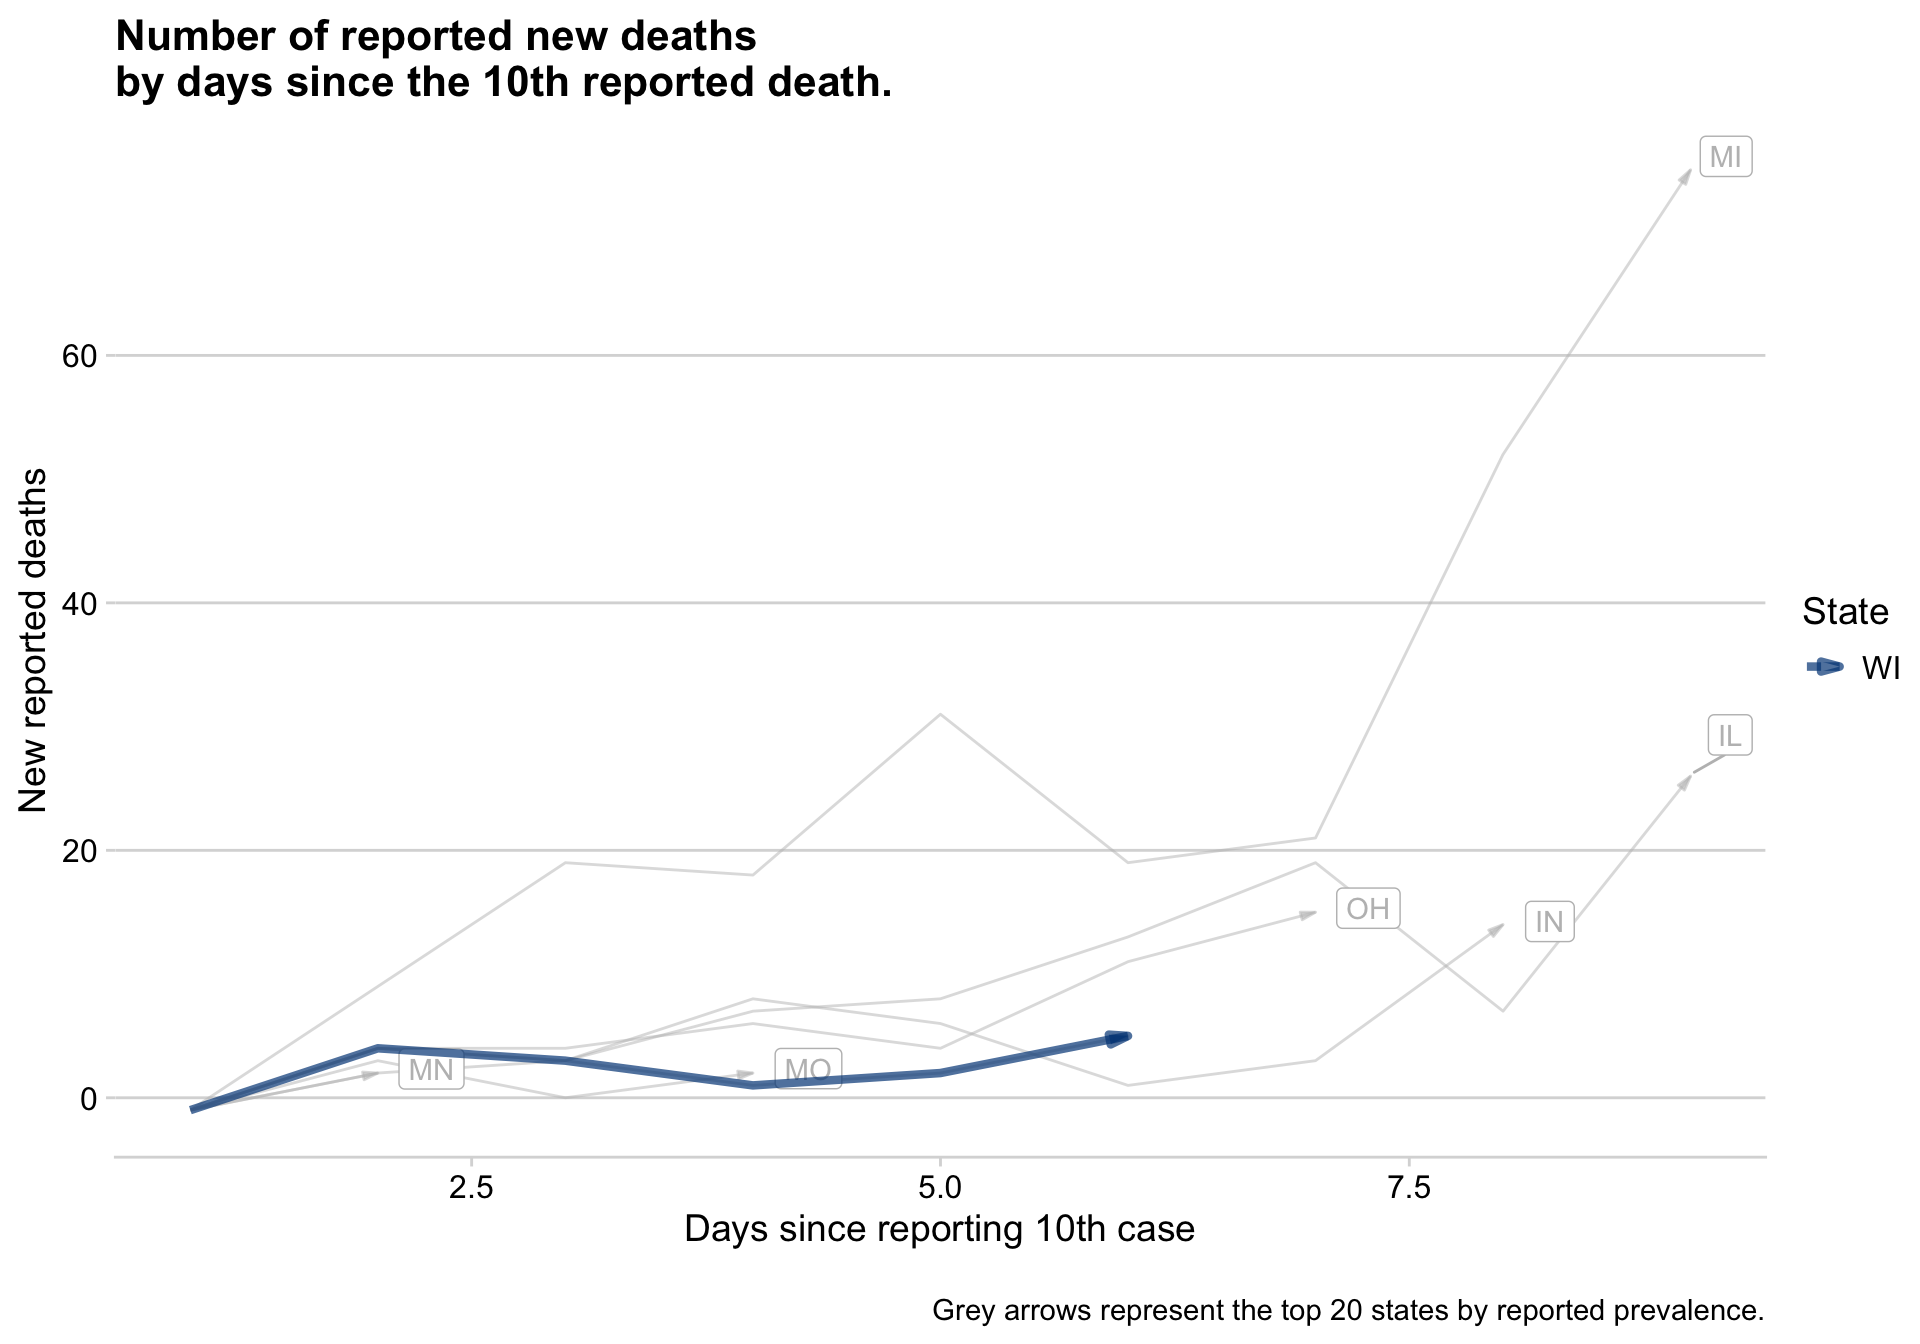 Number of reported new deaths
by days since the 10th reported death.
MI
60
New reported deaths
40
State
WI
IL
20
OH
IN
MN
MO
0
2.5
5.0
7.5
Days since reporting 10th case
Grey arrows represent the top 20 states by reported prevalence.